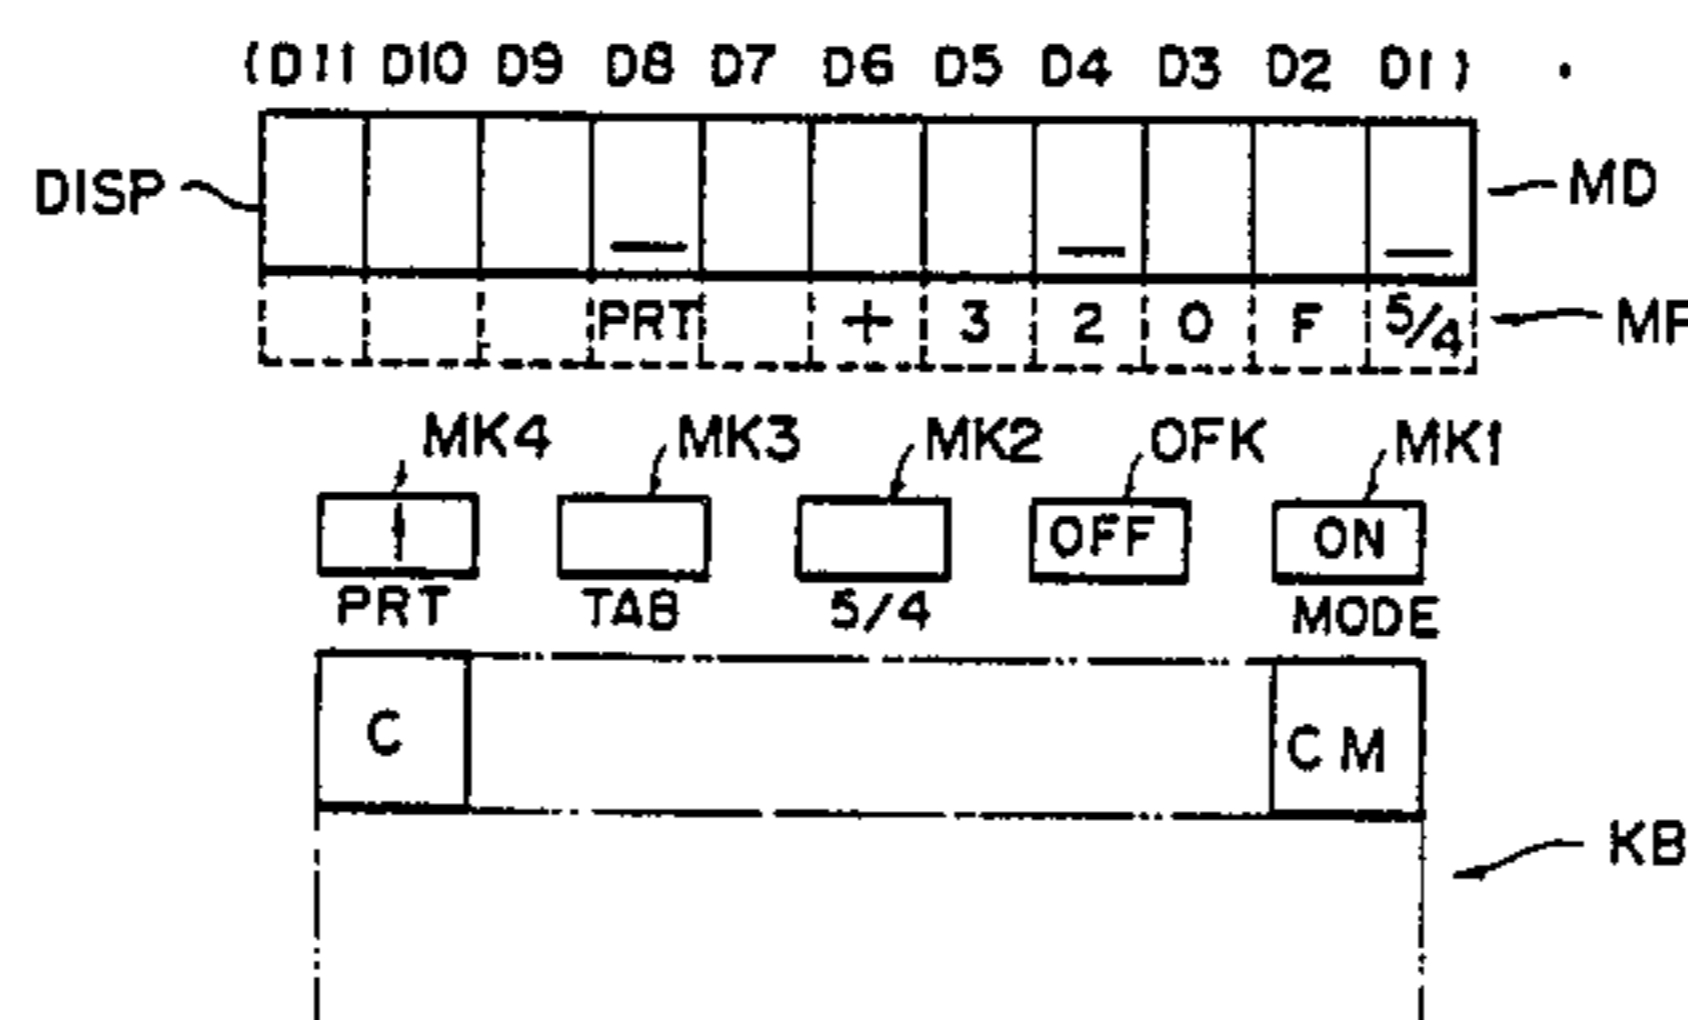 (D11 D10 D9 D8 D7 D6 D5 D4 D3 D2 D1)
DISP MD
PRT + 3 2 0 F 5/4
MK4 MK3 MK2 OFK MK1
OFF ON
PRT TAB 5/4 MODE
C CM
KB